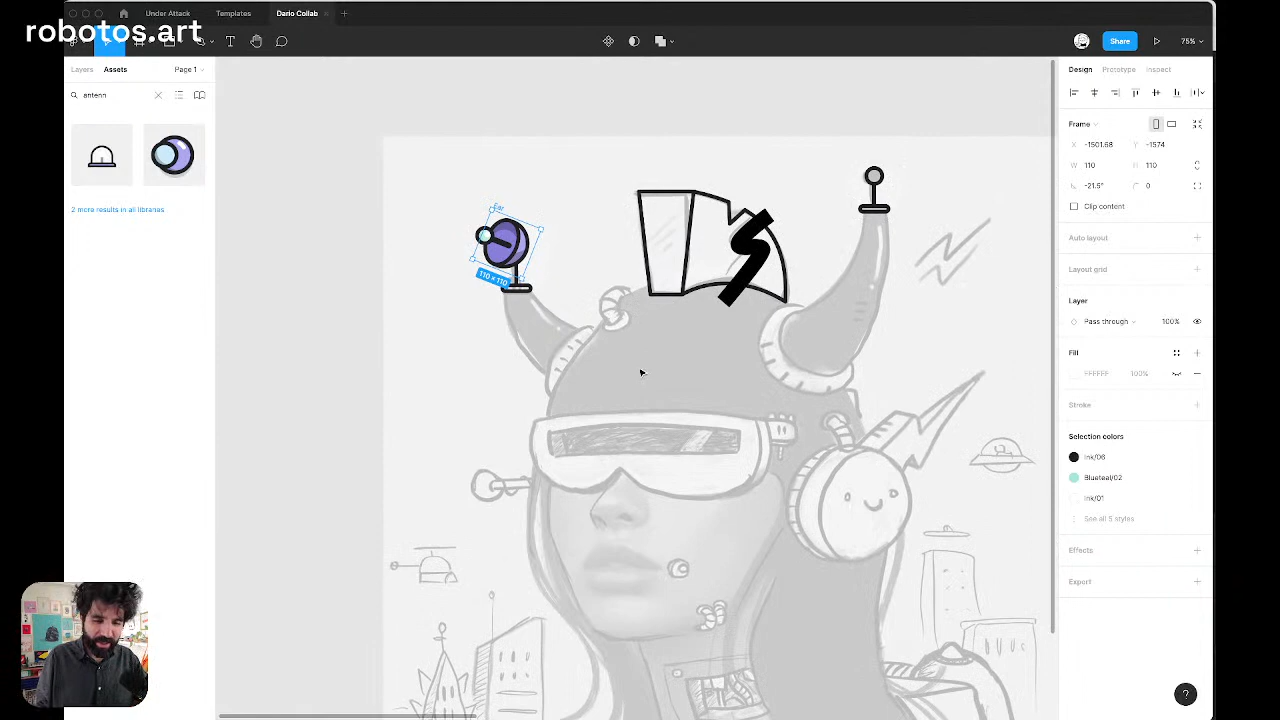 robotos.art
Under Attack
Templates
Dario Collab
75%
Share
Layers
Assets
Page 1
antenn
2 more results in all libraries
Ear
110 × 110
S
Design
Prototype
Inspect
Frame
X -1501.68 Y -1574
W 110 H 110
-21.5° 0
Clip content
Auto layout
Layout grid
Layer
Pass through 100%
Fill
FFFFFF 100%
Stroke
Selection colors
Ink/06
Blueteal/02
Ink/01
See all 5 styles
Effects
Export
?